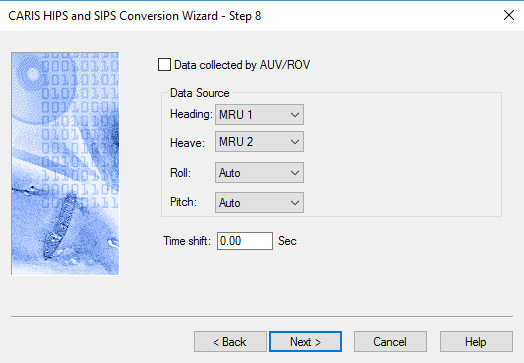 CARIS HIPS and SIPS Conversion Wizard - Step 8
Data collected by AUV/ROV
Data Source
Heading: MRU 1
Heave: MRU 2
Roll: Auto
Pitch: Auto
Time shift: 0.00 Sec
< Back Next > Cancel Help